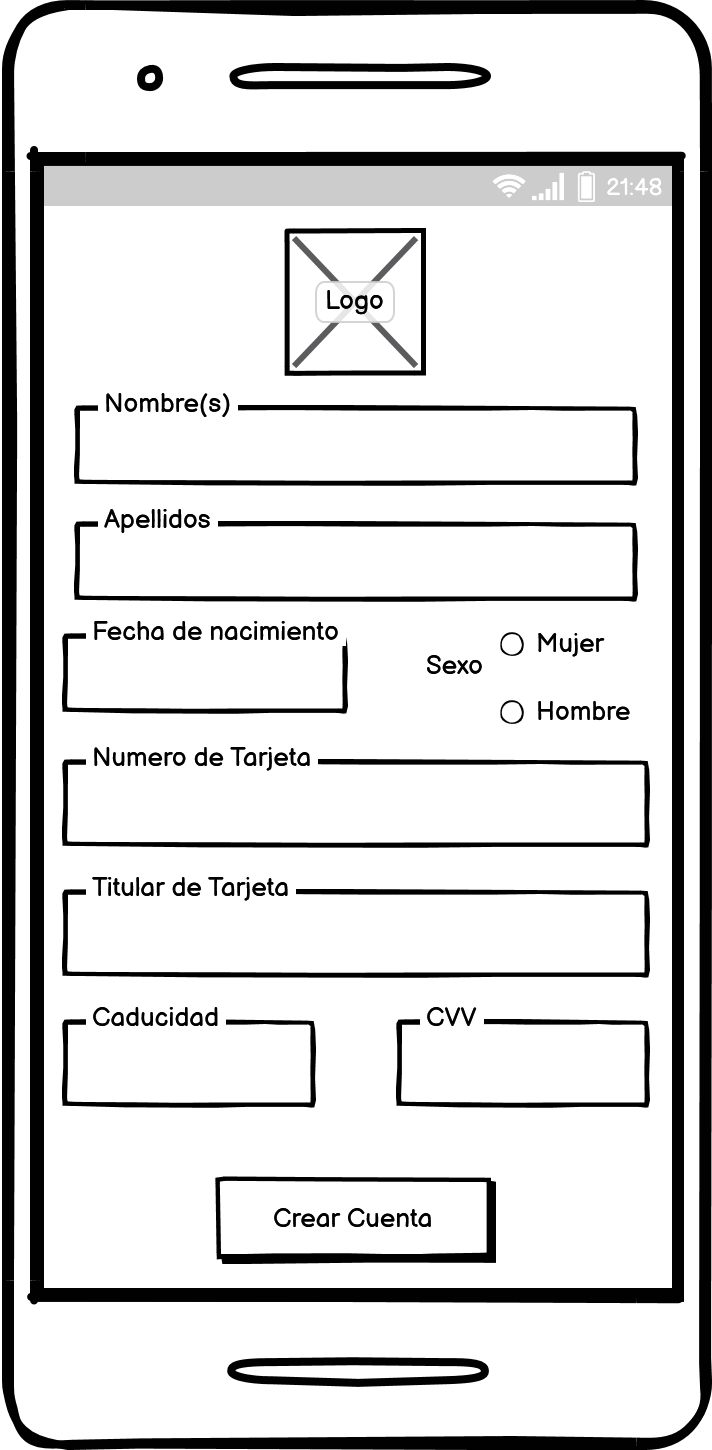 21:48
Logo
Nombre(s)
Apellidos
Fecha de nacimiento
Sexo
Mujer
Hombre
Numero de Tarjeta
Titular de Tarjeta
Caducidad
CVV
Crear Cuenta